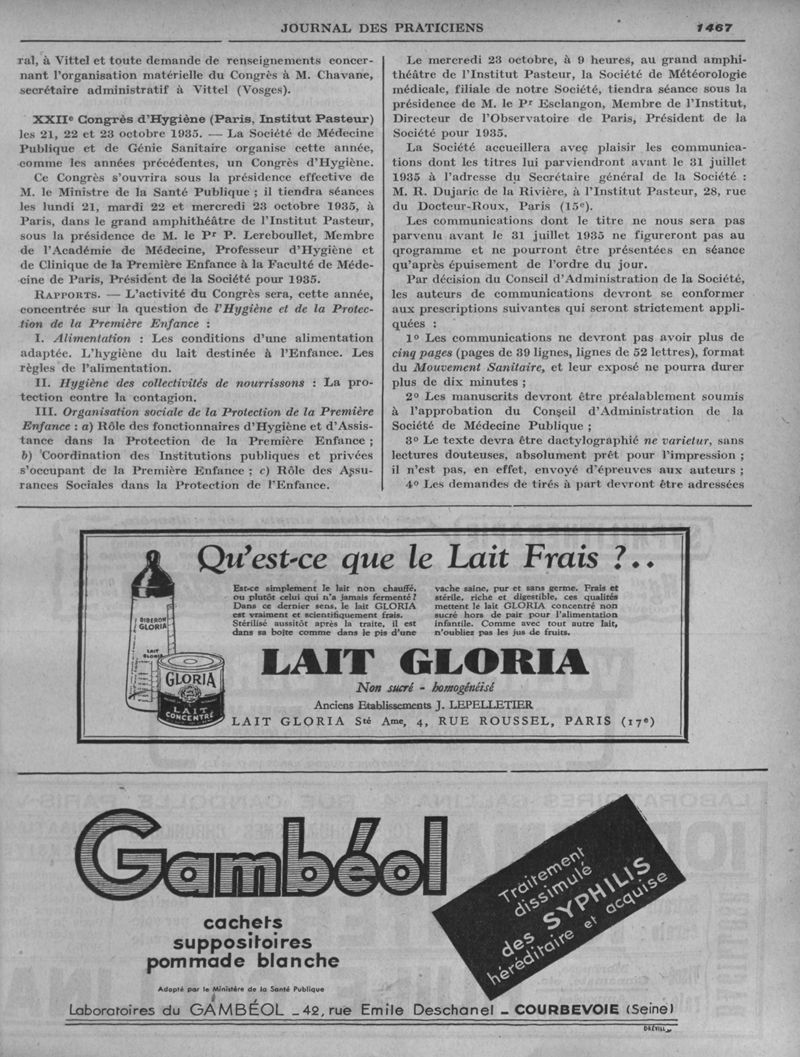 JOURNAL DES PRATICIENS
1467
ral, à Vittel et toute demande de renseignements concer-
nant l'organisation matérielle du Congrès à M. Chavane,
secrétaire administratif à Vittel (Vosges).
XXIIe Congrès d'Hygiène (Paris, Institut Pasteur)
les 21, 22 et 23 octobre 1935. — La Société de Médecine
Publique et de Génie Sanitaire organise cette année,
comme les années précédentes, un Congrès d'Hygiène.
Ce Congrès s'ouvrira sous la présidence effective de
M. le Ministre de la Santé Publique ; il tiendra séances
les lundi 21, mardi 22 et mercredi 23 octobre 1935, à
Paris, dans le grand amphithéâtre de l'Institut Pasteur,
sous la présidence de M. le Pr P. Lereboullet, Membre
de l'Académie de Médecine, Professeur d'Hygiène et
de Clinique de la Première Enfance à la Faculté de Méde-
cine de Paris, Président de la Société pour 1935.
RAPPORTS. — L'activité du Congrès sera, cette année,
concentrée sur la question de l'Hygiène et de la Protec-
tion de la Première Enfance :
I. Alimentation : Les conditions d'une alimentation
adaptée. L'hygiène du lait destinée à l'Enfance. Les
règles de l'alimentation.
II. Hygiène des collectivités de nourrissons : La pro-
tection contre la contagion.
III. Organisation sociale de la Protection de la Première
Enfance : a) Rôle des fonctionnaires d'Hygiène et d'Assis-
tance dans la Protection de la Première Enfance ;
b) Coordination des Institutions publiques et privées
s'occupant de la Première Enfance ; c) Rôle des Assu-
rances Sociales dans la Protection de l'Enfance.
Le mercredi 23 octobre, à 9 heures, au grand amphi-
théâtre de l'Institut Pasteur, la Société de Météorologie
médicale, filiale de notre Société, tiendra séance sous la
présidence de M. le Pr Esclangon, Membre de l'Institut,
Directeur de l'Observatoire de Paris, Président de la
Société pour 1935.
La Société accueillera avec plaisir les communica-
tions dont les titres lui parviendront avant le 31 juillet
1935 à l'adresse du Secrétaire général de la Société :
M. R. Dujaric de la Rivière, à l'Institut Pasteur, 28, rue
du Docteur-Roux, Paris (15e).
Les communications dont le titre ne nous sera pas
parvenu avant le 31 juillet 1935 ne figureront pas au
qrogramme et ne pourront être présentées en séance
qu'après épuisement de l'ordre du jour.
Par décision du Conseil d'Administration de la Société,
les auteurs de communications devront se conformer
aux prescriptions suivantes qui seront strictement appli-
quées :
1o Les communications ne devront pas avoir plus de
cinq pages (pages de 39 lignes, lignes de 52 lettres), format
du Mouvement Sanitaire, et leur exposé ne pourra durer
plus de dix minutes ;
2o Les manuscrits devront être préalablement soumis
à l'approbation du Conseil d'Administration de la
Société de Médecine Publique ;
3o Le texte devra être dactylographié ne varietur, sans
lectures douteuses, absolument prêt pour l'impression ;
il n'est pas, en effet, envoyé d'épreuves aux auteurs ;
4o Les demandes de tirés à part devront être adressées
Qu'est-ce que le Lait Frais ?..
Est-ce simplement le lait non chauffé,
ou plutôt celui qui n'a jamais fermenté ?
Dans ce dernier sens, le lait GLORIA
est vraiment et scientifiquement frais.
Stérilisé aussitôt après la traite, il est
dans sa boîte comme dans le pis d'une
vache saine, pur et sans germe. Frais et
stérile, riche et digestible, ces qualités
mettent le lait GLORIA concentré non
sucré hors de pair pour l'alimentation
infantile. Comme avec tout autre lait,
n'oubliez pas les jus de fruits.
BIBERON
GLORIA
LAIT
GLORIA
GLORIA
LAIT
CONCENTRÉ
LAIT GLORIA
Non sucré - homogénéisé
Anciens Etablissements J. LEPELLETIER
LAIT GLORIA Sté Ame, 4, RUE ROUSSEL, PARIS (17e)
Gambéol
cachets
suppositoires
pommade blanche
Traitement
dissimulé
des SYPHILIS
héréditaire et acquise
Adopté par le Ministère de la Santé Publique
Laboratoires du GAMBÉOL _ 42, rue Emile Deschanel _ COURBEVOIE (Seine)